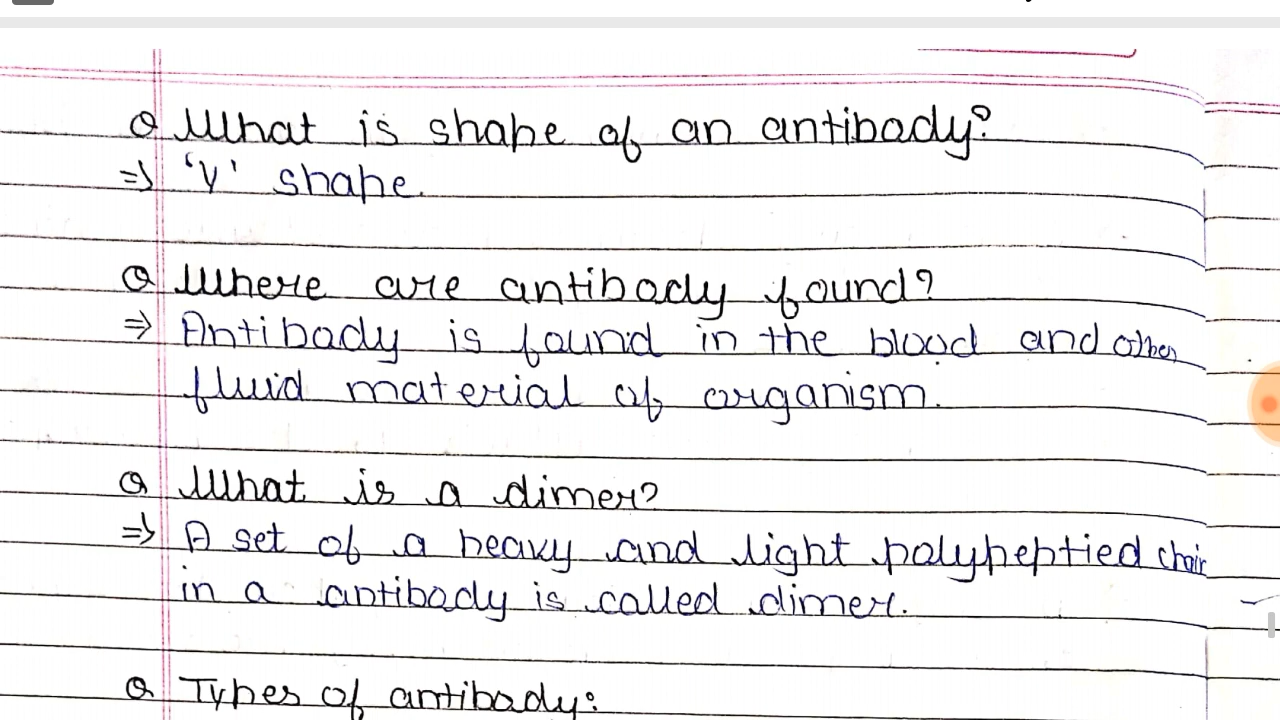 Q What is shape of an antibody?
=> 'Y' shape.
Q Where are antibody found?
=> Antibody is found in the blood and other
fluid material of organism.
Q What is a dimer?
=> A set of a heavy and light polypeptied chain
in a antibody is called dimer.
Q Types of antibody: